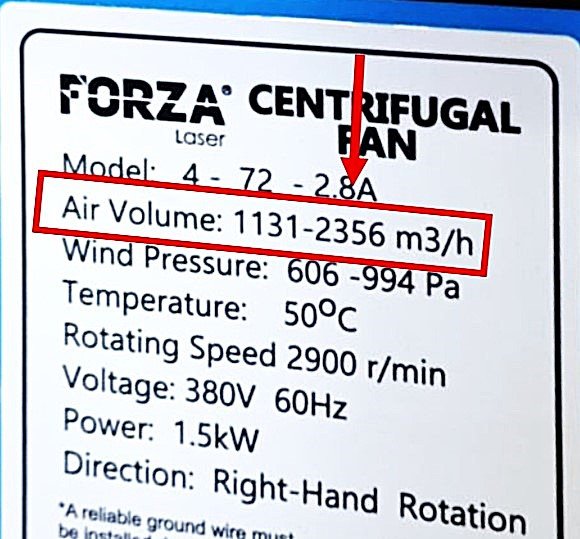 FORZA® CENTRIFUGAL
Laser FAN
Model: 4 - 72 - 2.8A
Air Volume: 1131-2356 m3/h
Wind Pressure: 606 -994 Pa
Temperature: 50°C
Rotating Speed 2900 r/min
Voltage: 380V 60Hz
Power: 1.5kW
Direction: Right-Hand Rotation
*A reliable ground wire must
be installed